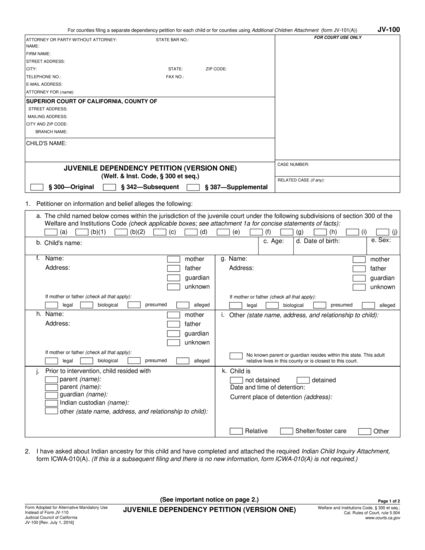 For counties filing a separate dependency petition for each child or for counties using Additional Children Attachment (form JV-101(A)) JV-100
ATTORNEY OR PARTY WITHOUT ATTORNEY: STATE BAR NO.: FOR COURT USE ONLY
NAME:
FIRM NAME:
STREET ADDRESS:
CITY: STATE: ZIP CODE:
TELEPHONE NO.: FAX NO.:
E-MAIL ADDRESS:
ATTORNEY FOR (name):
SUPERIOR COURT OF CALIFORNIA, COUNTY OF
STREET ADDRESS:
MAILING ADDRESS:
CITY AND ZIP CODE:
BRANCH NAME:
CHILD'S NAME:
JUVENILE DEPENDENCY PETITION (VERSION ONE) CASE NUMBER:
(Welf. & Inst. Code, § 300 et seq.)
RELATED CASE (if any):
§ 300—Original § 342—Subsequent § 387—Supplemental
1. Petitioner on information and belief alleges the following:
a. The child named below comes within the jurisdiction of the juvenile court under the following subdivisions of section 300 of the
Welfare and Institutions Code (check applicable boxes; see attachment 1a for concise statements of facts):
(a) (b)(1) (b)(2) (c) (d) (e) (f) (g) (h) (i) (j)
b. Child's name: c. Age: d. Date of birth: e. Sex:
f. Name: mother g. Name: mother
Address: father Address: father
guardian guardian
unknown unknown
If mother or father (check all that apply): If mother or father (check all that apply):
legal biological presumed alleged legal biological presumed alleged
h. Name: mother i. Other (state name, address, and relationship to child):
Address: father
guardian
unknown
If mother or father (check all that apply): No known parent or guardian resides within this state. This adult
legal biological presumed alleged relative lives in this county or is closest to this court.
j. Prior to intervention, child resided with k. Child is
parent (name): not detained detained
parent (name): Date and time of detention:
guardian (name): Current place of detention (address):
Indian custodian (name):
other (state name, address, and relationship to child):
Relative Shelter/foster care Other
2. I have asked about Indian ancestry for this child and have completed and attached the required Indian Child Inquiry Attachment,
form ICWA-010(A). (If this is a subsequent filing and there is no new information, form ICWA-010(A) is not required.)
(See important notice on page 2.) Page 1 of 2
Form Adopted for Alternative Mandatory Use JUVENILE DEPENDENCY PETITION (VERSION ONE) Welfare and Institutions Code, § 300 et seq.;
Instead of Form JV-110 Cal. Rules of Court, rule 5.504
Judicial Council of California www.courts.ca.gov
JV-100 [Rev. July 1, 2016]